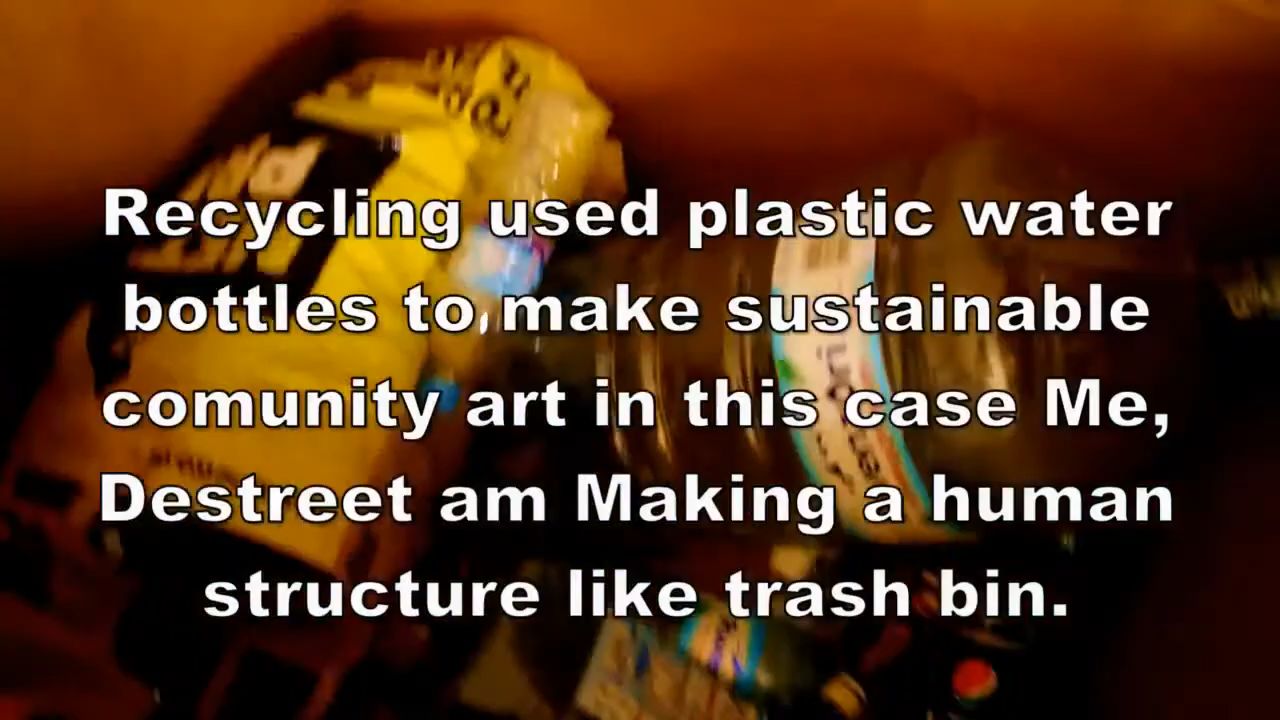 Recycling used plastic water
bottles to make sustainable
comunity art in this case Me,
Destreet am Making a human
structure like trash bin.